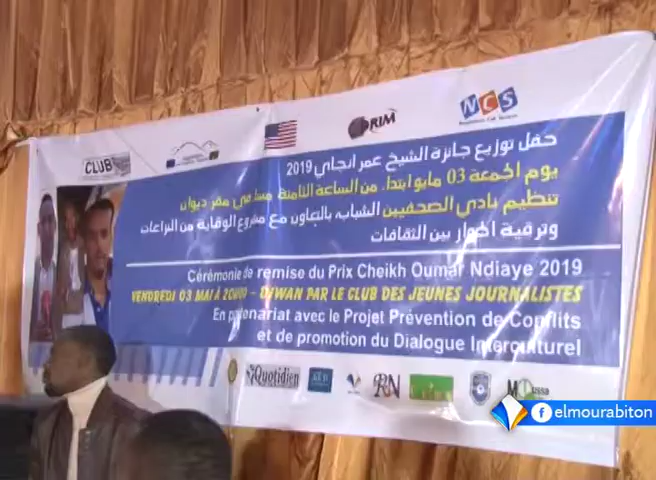 CLUB
RIM
NCS
حفل توزيع جائزة الشيخ عمر انجاي 2019
يوم الجمعة 03 مايو ابتداء من الساعة الثامنة مساء في مقر ديوان
تنظيم نادي الصحفيين الشباب، بالتعاون مع مشروع الوقاية من النزاعات
وترقية الحوار بين الثقافات
Cérémonie de remise du Prix Cheikh Oumar Ndiaye 2019
VENDREDI 03 MAI À 20H00 - DIWAN PAR LE CLUB DES JEUNES JOURNALISTES
En partenariat avec le Projet Prévention de Conflits
et de promotion du Dialogue Interculturel
leQuotidien
RN
elmourabiton